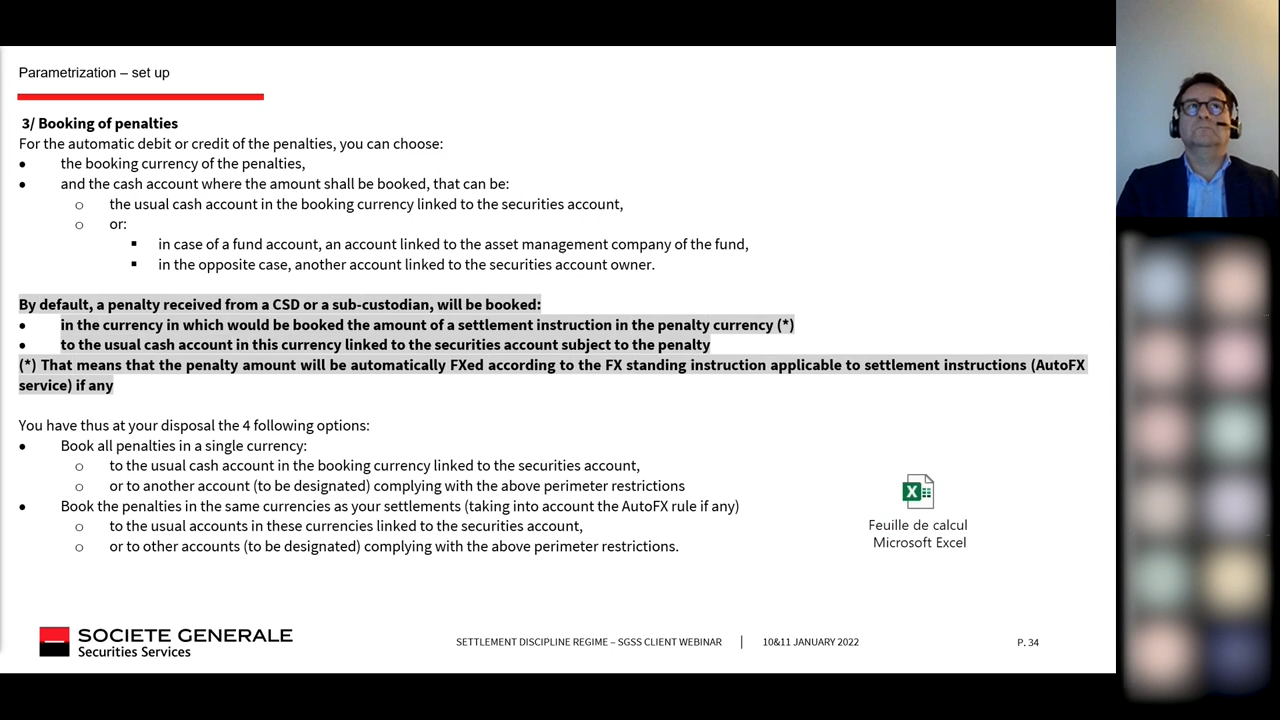 Parametrization – set up
3/ Booking of penalties
For the automatic debit or credit of the penalties, you can choose:
• the booking currency of the penalties,
• and the cash account where the amount shall be booked, that can be:
o the usual cash account in the booking currency linked to the securities account,
o or:
▪ in case of a fund account, an account linked to the asset management company of the fund,
▪ in the opposite case, another account linked to the securities account owner.
By default, a penalty received from a CSD or a sub-custodian, will be booked:
• in the currency in which would be booked the amount of a settlement instruction in the penalty currency (*)
• to the usual cash account in this currency linked to the securities account subject to the penalty
(*) That means that the penalty amount will be automatically FXed according to the FX standing instruction applicable to settlement instructions (AutoFX
service) if any
You have thus at your disposal the 4 following options:
• Book all penalties in a single currency:
o to the usual cash account in the booking currency linked to the securities account,
o or to another account (to be designated) complying with the above perimeter restrictions
• Book the penalties in the same currencies as your settlements (taking into account the AutoFX rule if any)
o to the usual accounts in these currencies linked to the securities account,
o or to other accounts (to be designated) complying with the above perimeter restrictions.
X
Feuille de calcul
Microsoft Excel
SOCIETE GENERALE
Securities Services
SETTLEMENT DISCIPLINE REGIME – SGSS CLIENT WEBINAR | 10&11 JANUARY 2022 P. 34